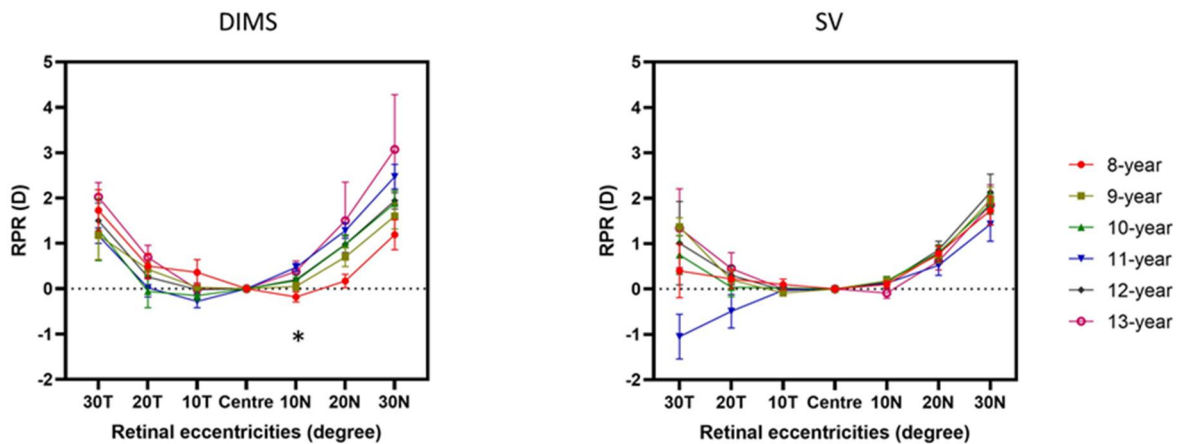 DIMS
SV
RPR (D)
5
4
3
2
1
0
-1
-2
*
30T 20T 10T Centre 10N 20N 30N
Retinal eccentricities (degree)
RPR (D)
5
4
3
2
1
0
-1
-2
30T 20T 10T Centre 10N 20N 30N
Retinal eccentricities (degree)
8-year
9-year
10-year
11-year
12-year
13-year